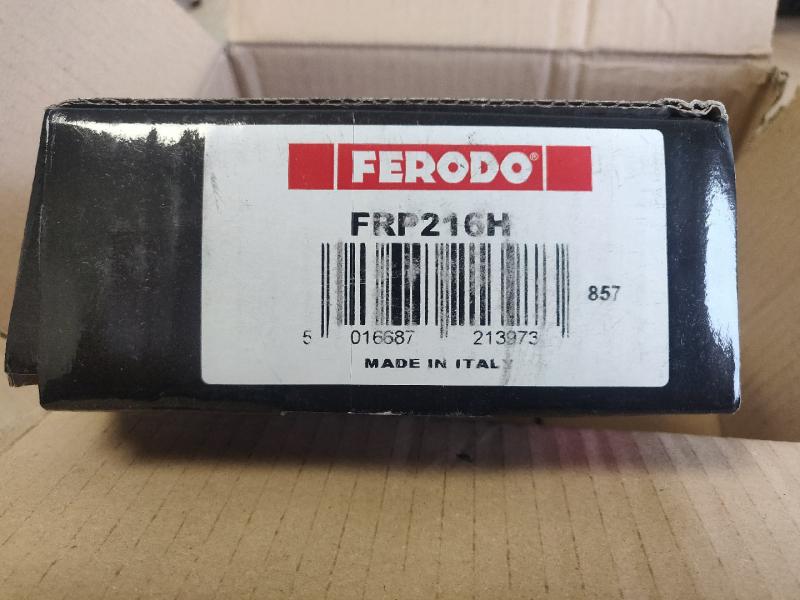 FERODO®
FRP216H
857
5 016687 213973
MADE IN ITALY